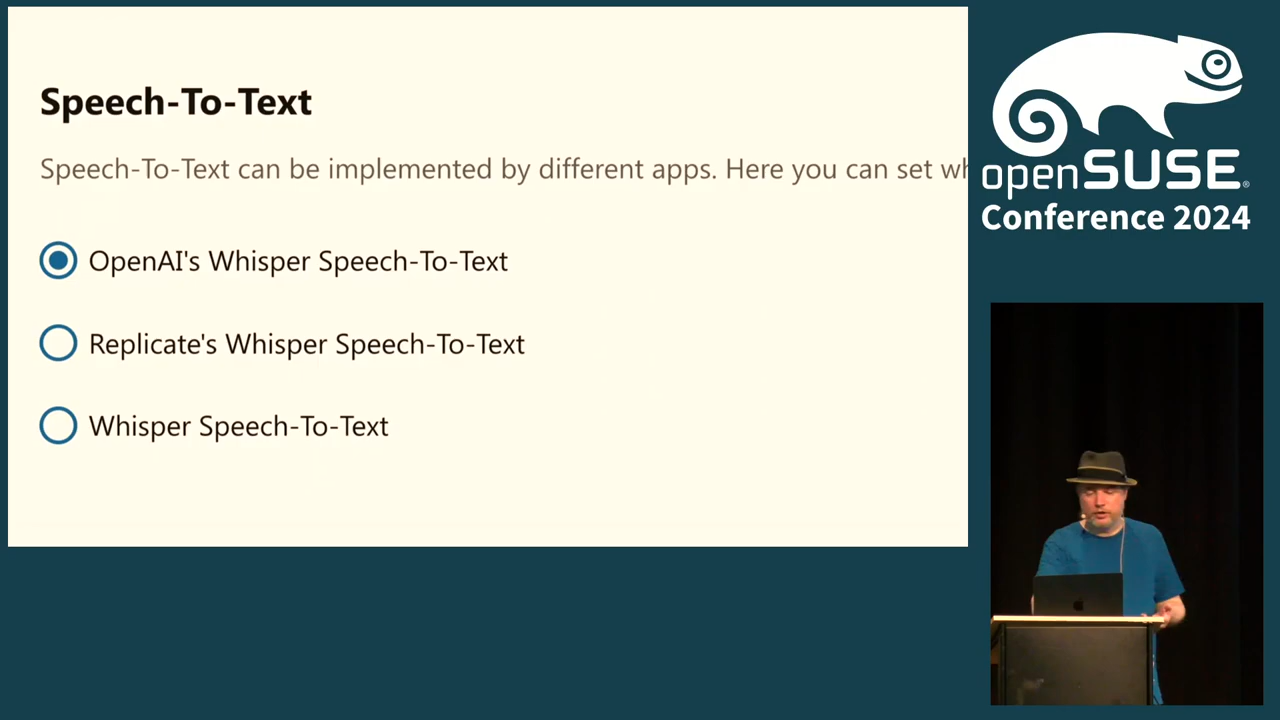 Speech-To-Text
Speech-To-Text can be implemented by different apps. Here you can set wh
OpenAI's Whisper Speech-To-Text
Replicate's Whisper Speech-To-Text
Whisper Speech-To-Text
openSUSE®
Conference 2024